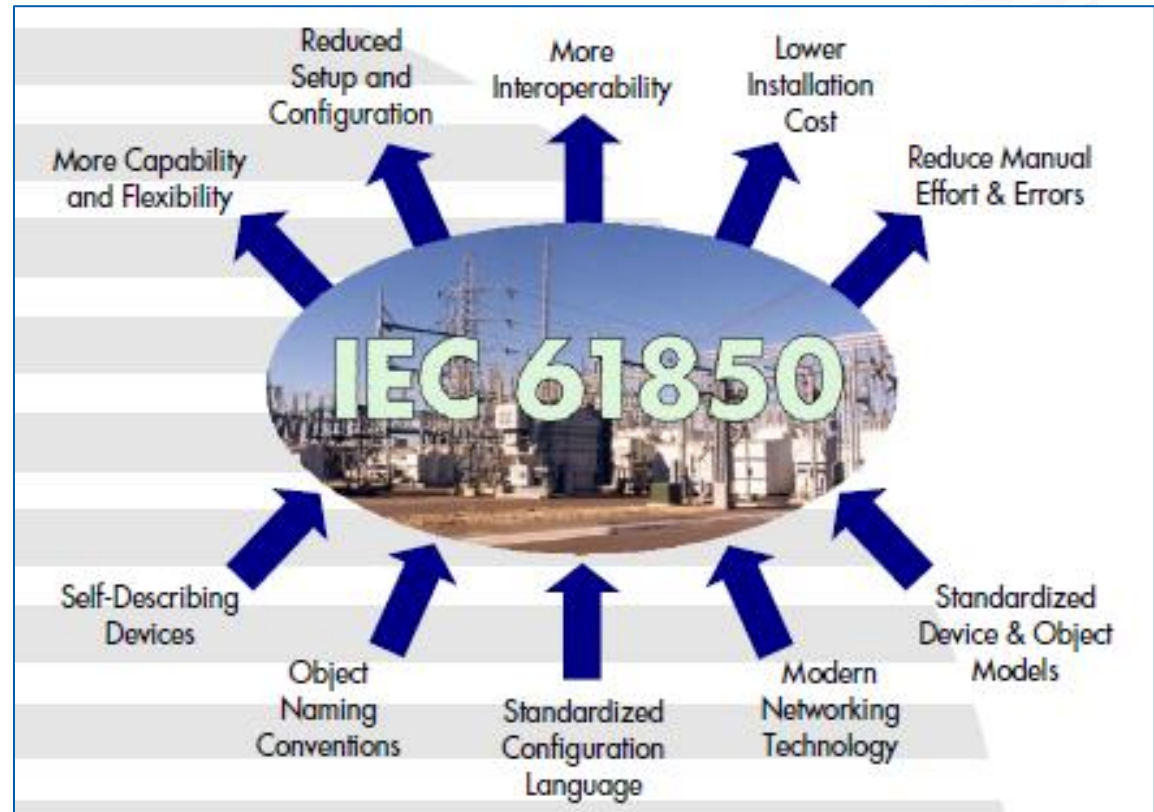 Reduced
Setup and
Configuration
More
Interoperability
Lower
Installation
Cost
More Capability
and Flexibility
Reduce Manual
Effort & Errors
IEC 61850
Self-Describing
Devices
Object
Naming
Conventions
Standardized
Configuration
Language
Modern
Networking
Technology
Standardized
Device & Object
Models